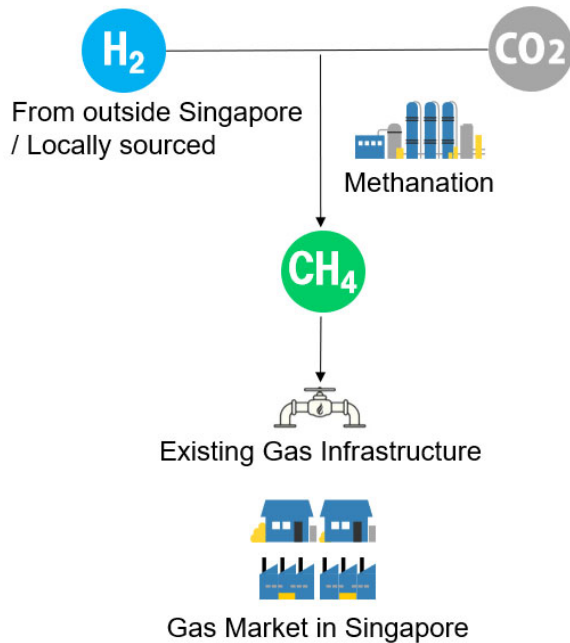 H₂
CO2
From outside Singapore
/ Locally sourced
Methanation
CH₄
Existing Gas Infrastructure
Gas Market in Singapore